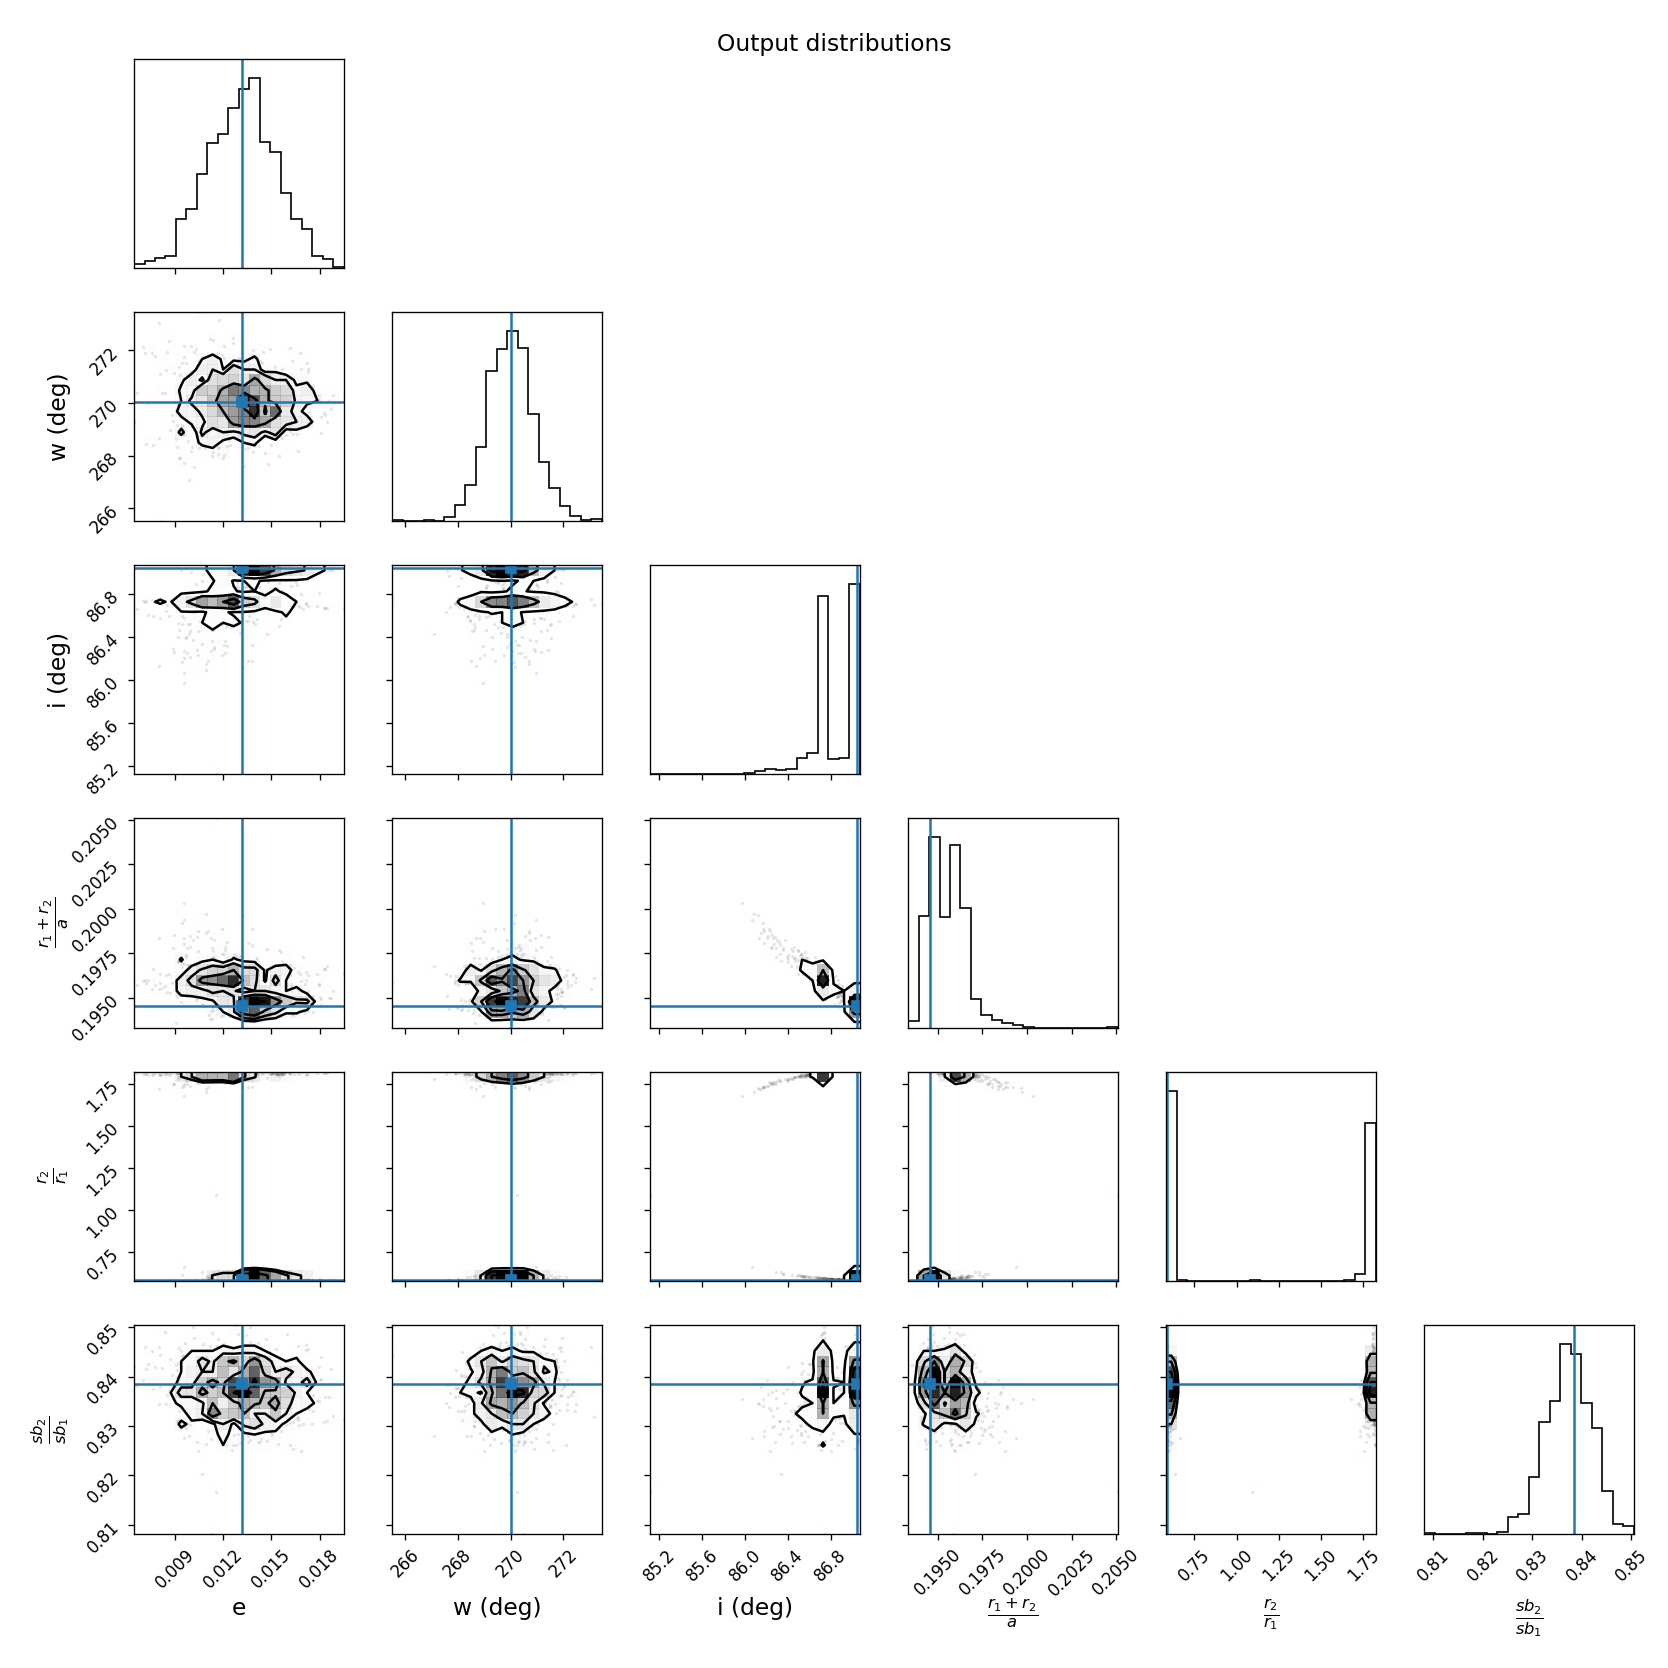 Output distributions
272
270
268
266
w (deg)
86.8
86.4
86.0
85.6
85.2
i (deg)
0.2050
0.2025
0.2000
0.1975
0.1950
r₁ + r₂
a
1.75
1.50
1.25
1.00
0.75
r₂
r₁
0.85
0.84
0.83
0.82
0.81
sb₂
sb₁
0.009 0.012 0.015 0.018
266 268 270 272
85.2 85.6 86.0 86.4 86.8
0.1950 0.1975 0.2000 0.2025 0.2050
0.75 1.00 1.25 1.50 1.75
0.81 0.82 0.83 0.84 0.85
e
w (deg)
i (deg)
r₁ + r₂
a
r₂
r₁
sb₂
sb₁